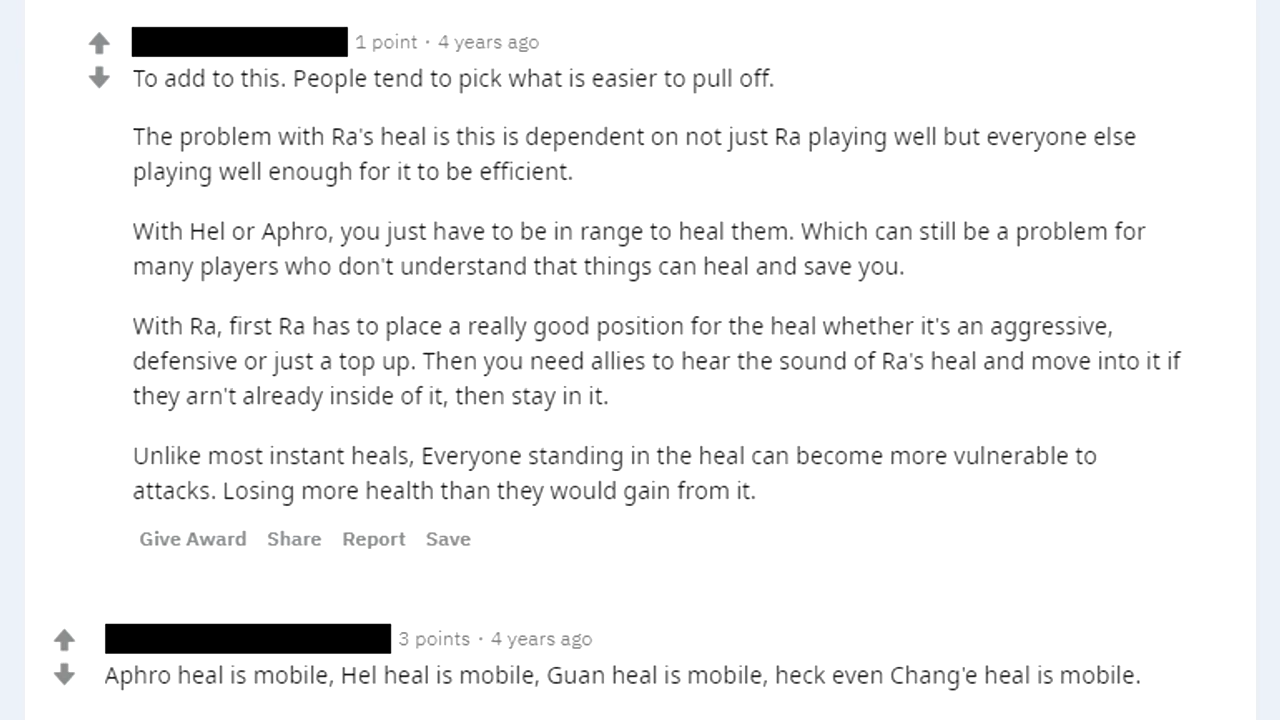 1 point · 4 years ago
To add to this. People tend to pick what is easier to pull off.
The problem with Ra's heal is this is dependent on not just Ra playing well but everyone else
playing well enough for it to be efficient.
With Hel or Aphro, you just have to be in range to heal them. Which can still be a problem for
many players who don't understand that things can heal and save you.
With Ra, first Ra has to place a really good position for the heal whether it's an aggressive,
defensive or just a top up. Then you need allies to hear the sound of Ra's heal and move into it if
they arn't already inside of it, then stay in it.
Unlike most instant heals, Everyone standing in the heal can become more vulnerable to
attacks. Losing more health than they would gain from it.
Give Award Share Report Save
3 points · 4 years ago
Aphro heal is mobile, Hel heal is mobile, Guan heal is mobile, heck even Chang'e heal is mobile.